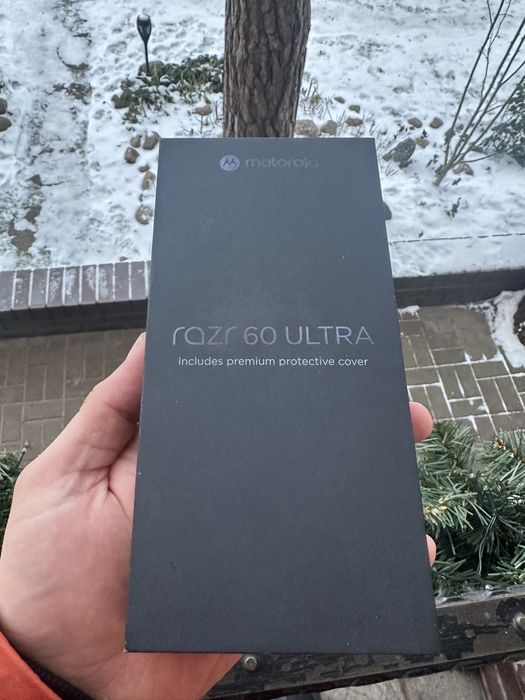 motorola
razr 60 ULTRA
Includes premium protective cover